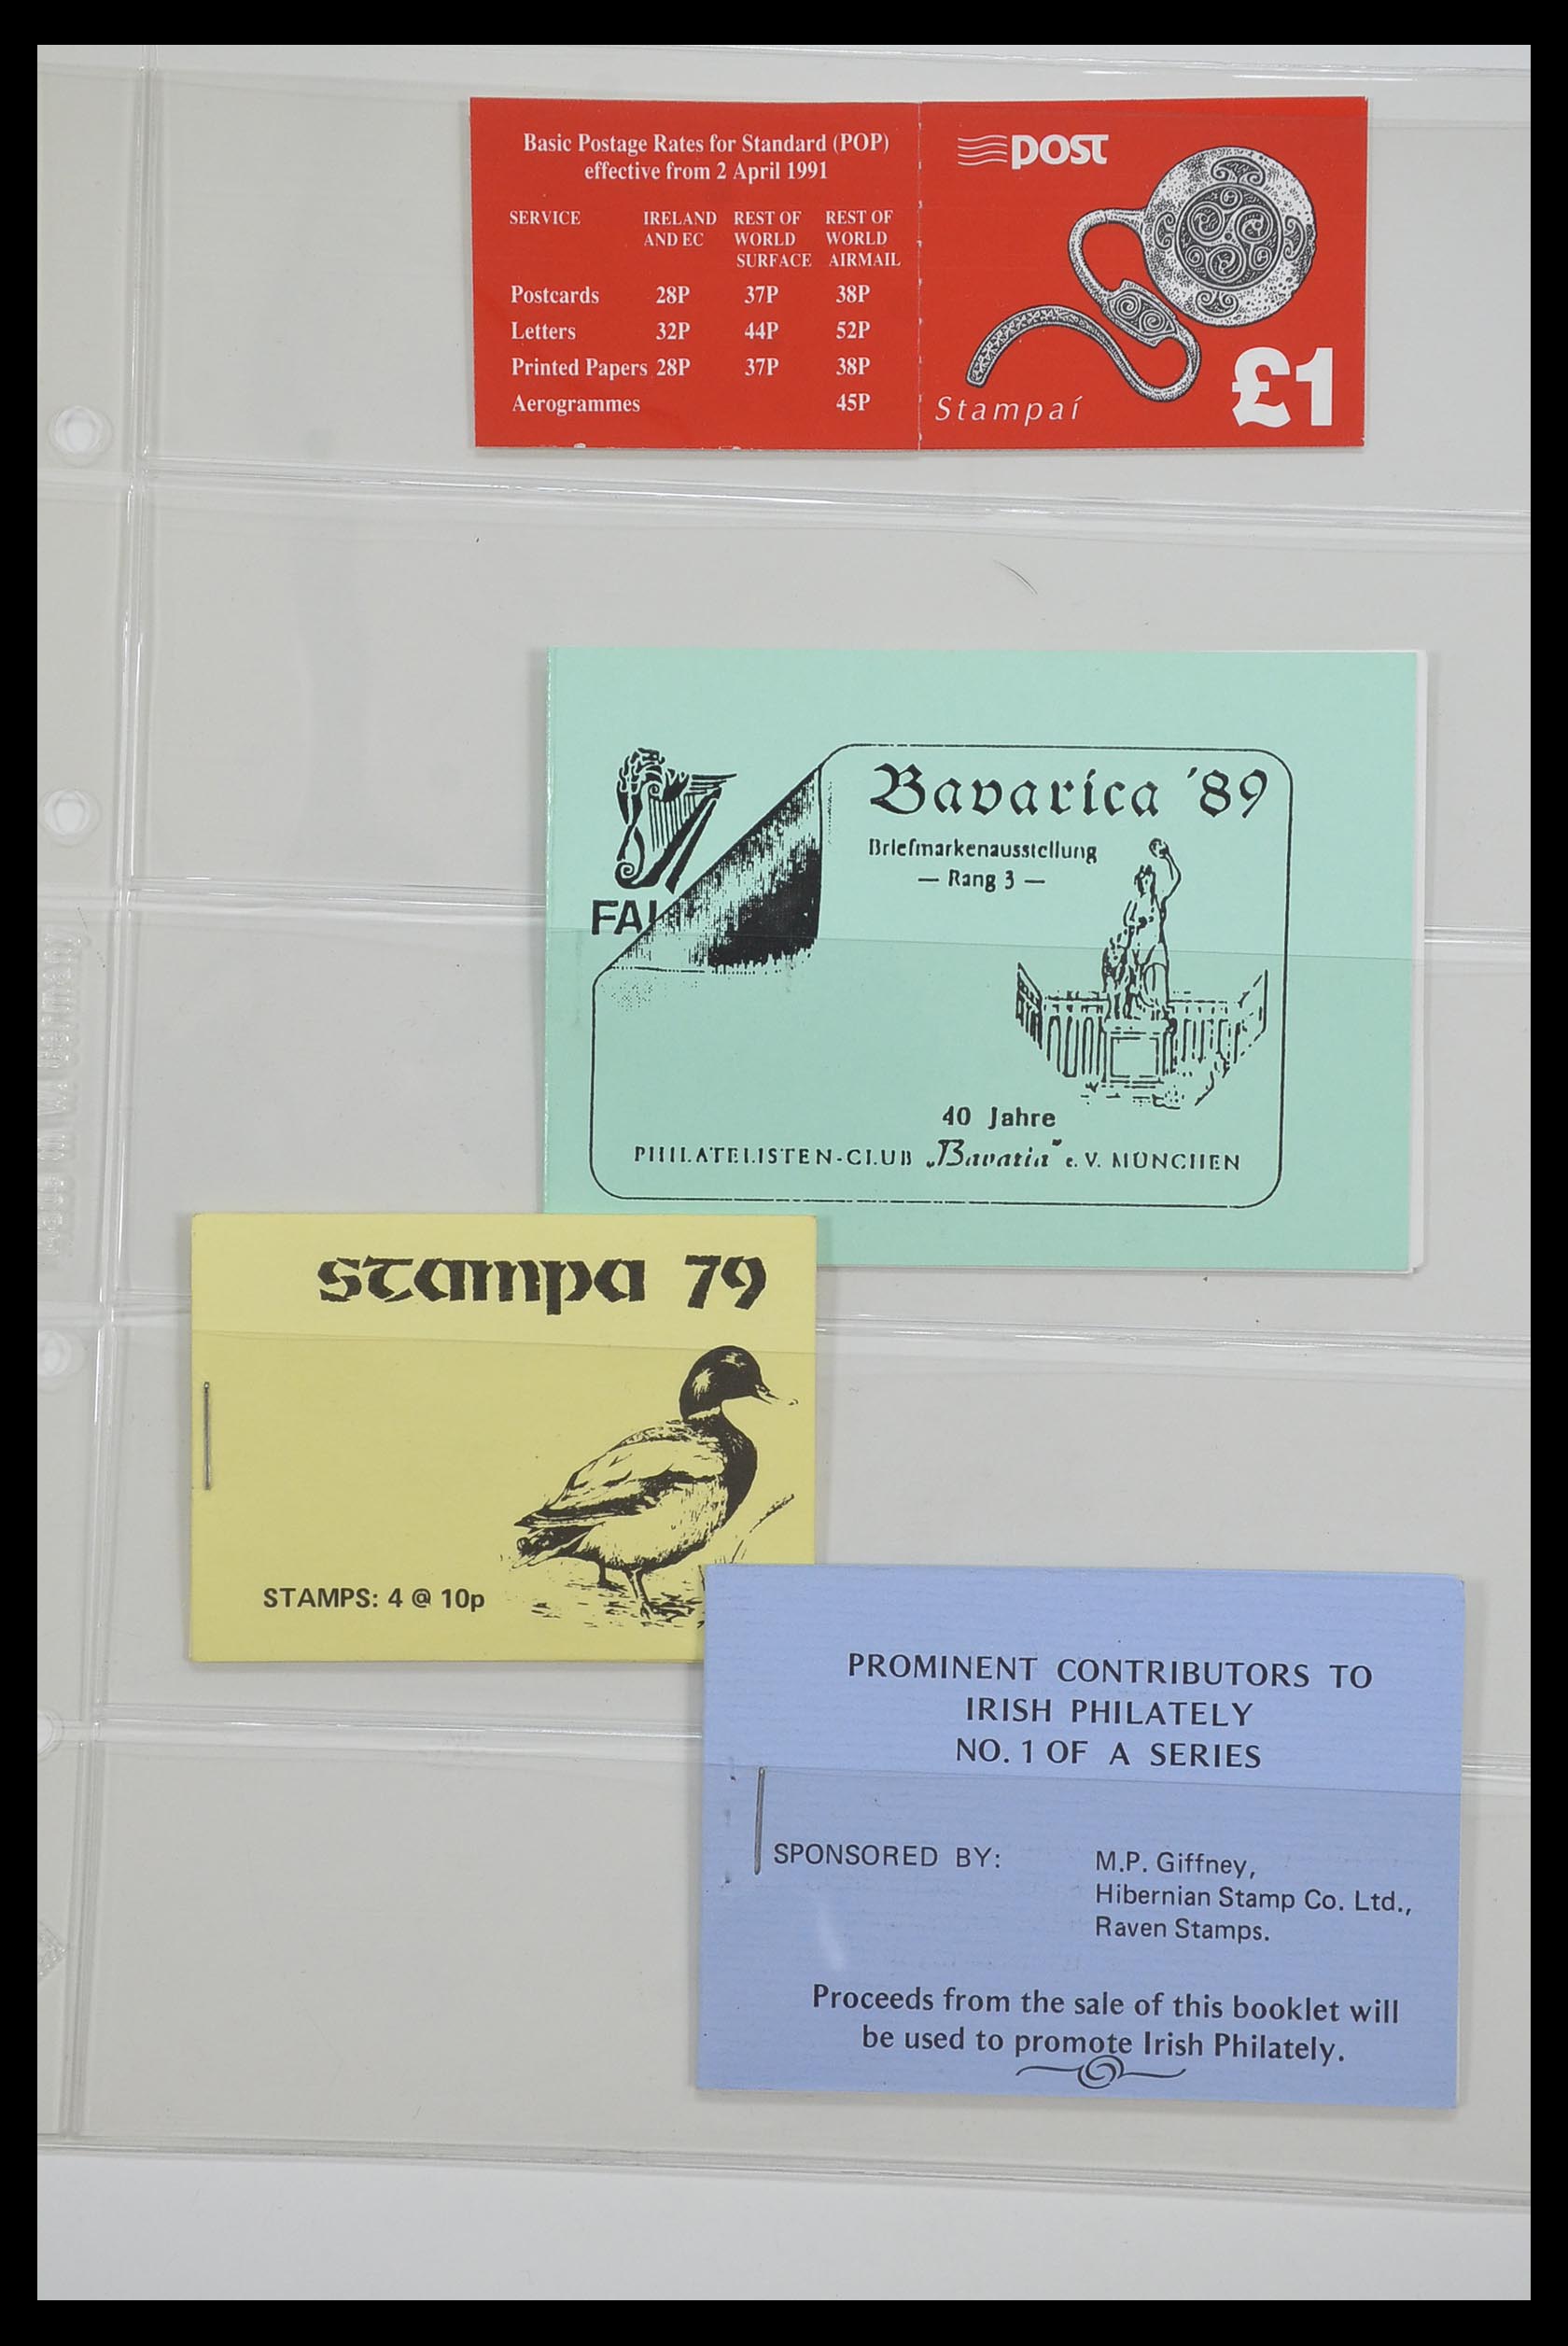 Basic Postage Rates for Standard (POP)
effective from 2 April 1991
SERVICE IRELAND AND EC REST OF WORLD SURFACE REST OF WORLD AIRMAIL
Postcards 28P 37P 38P
Letters 32P 44P 52P
Printed Papers 28P 37P 38P
Aerogrammes 45P
post
Stampaí
£1
FAI
Bavarica '89
Briefmarkenausstellung
— Rang 3 —
40 Jahre
PHILATELISTEN-CLUB „Bavaria" e.V. MÜNCHEN
stampa 79
STAMPS: 4 @ 10p
PROMINENT CONTRIBUTORS TO
IRISH PHILATELY
NO. 1 OF A SERIES
SPONSORED BY: M.P. Giffney,
Hibernian Stamp Co. Ltd.,
Raven Stamps.
Proceeds from the sale of this booklet will
be used to promote Irish Philately.